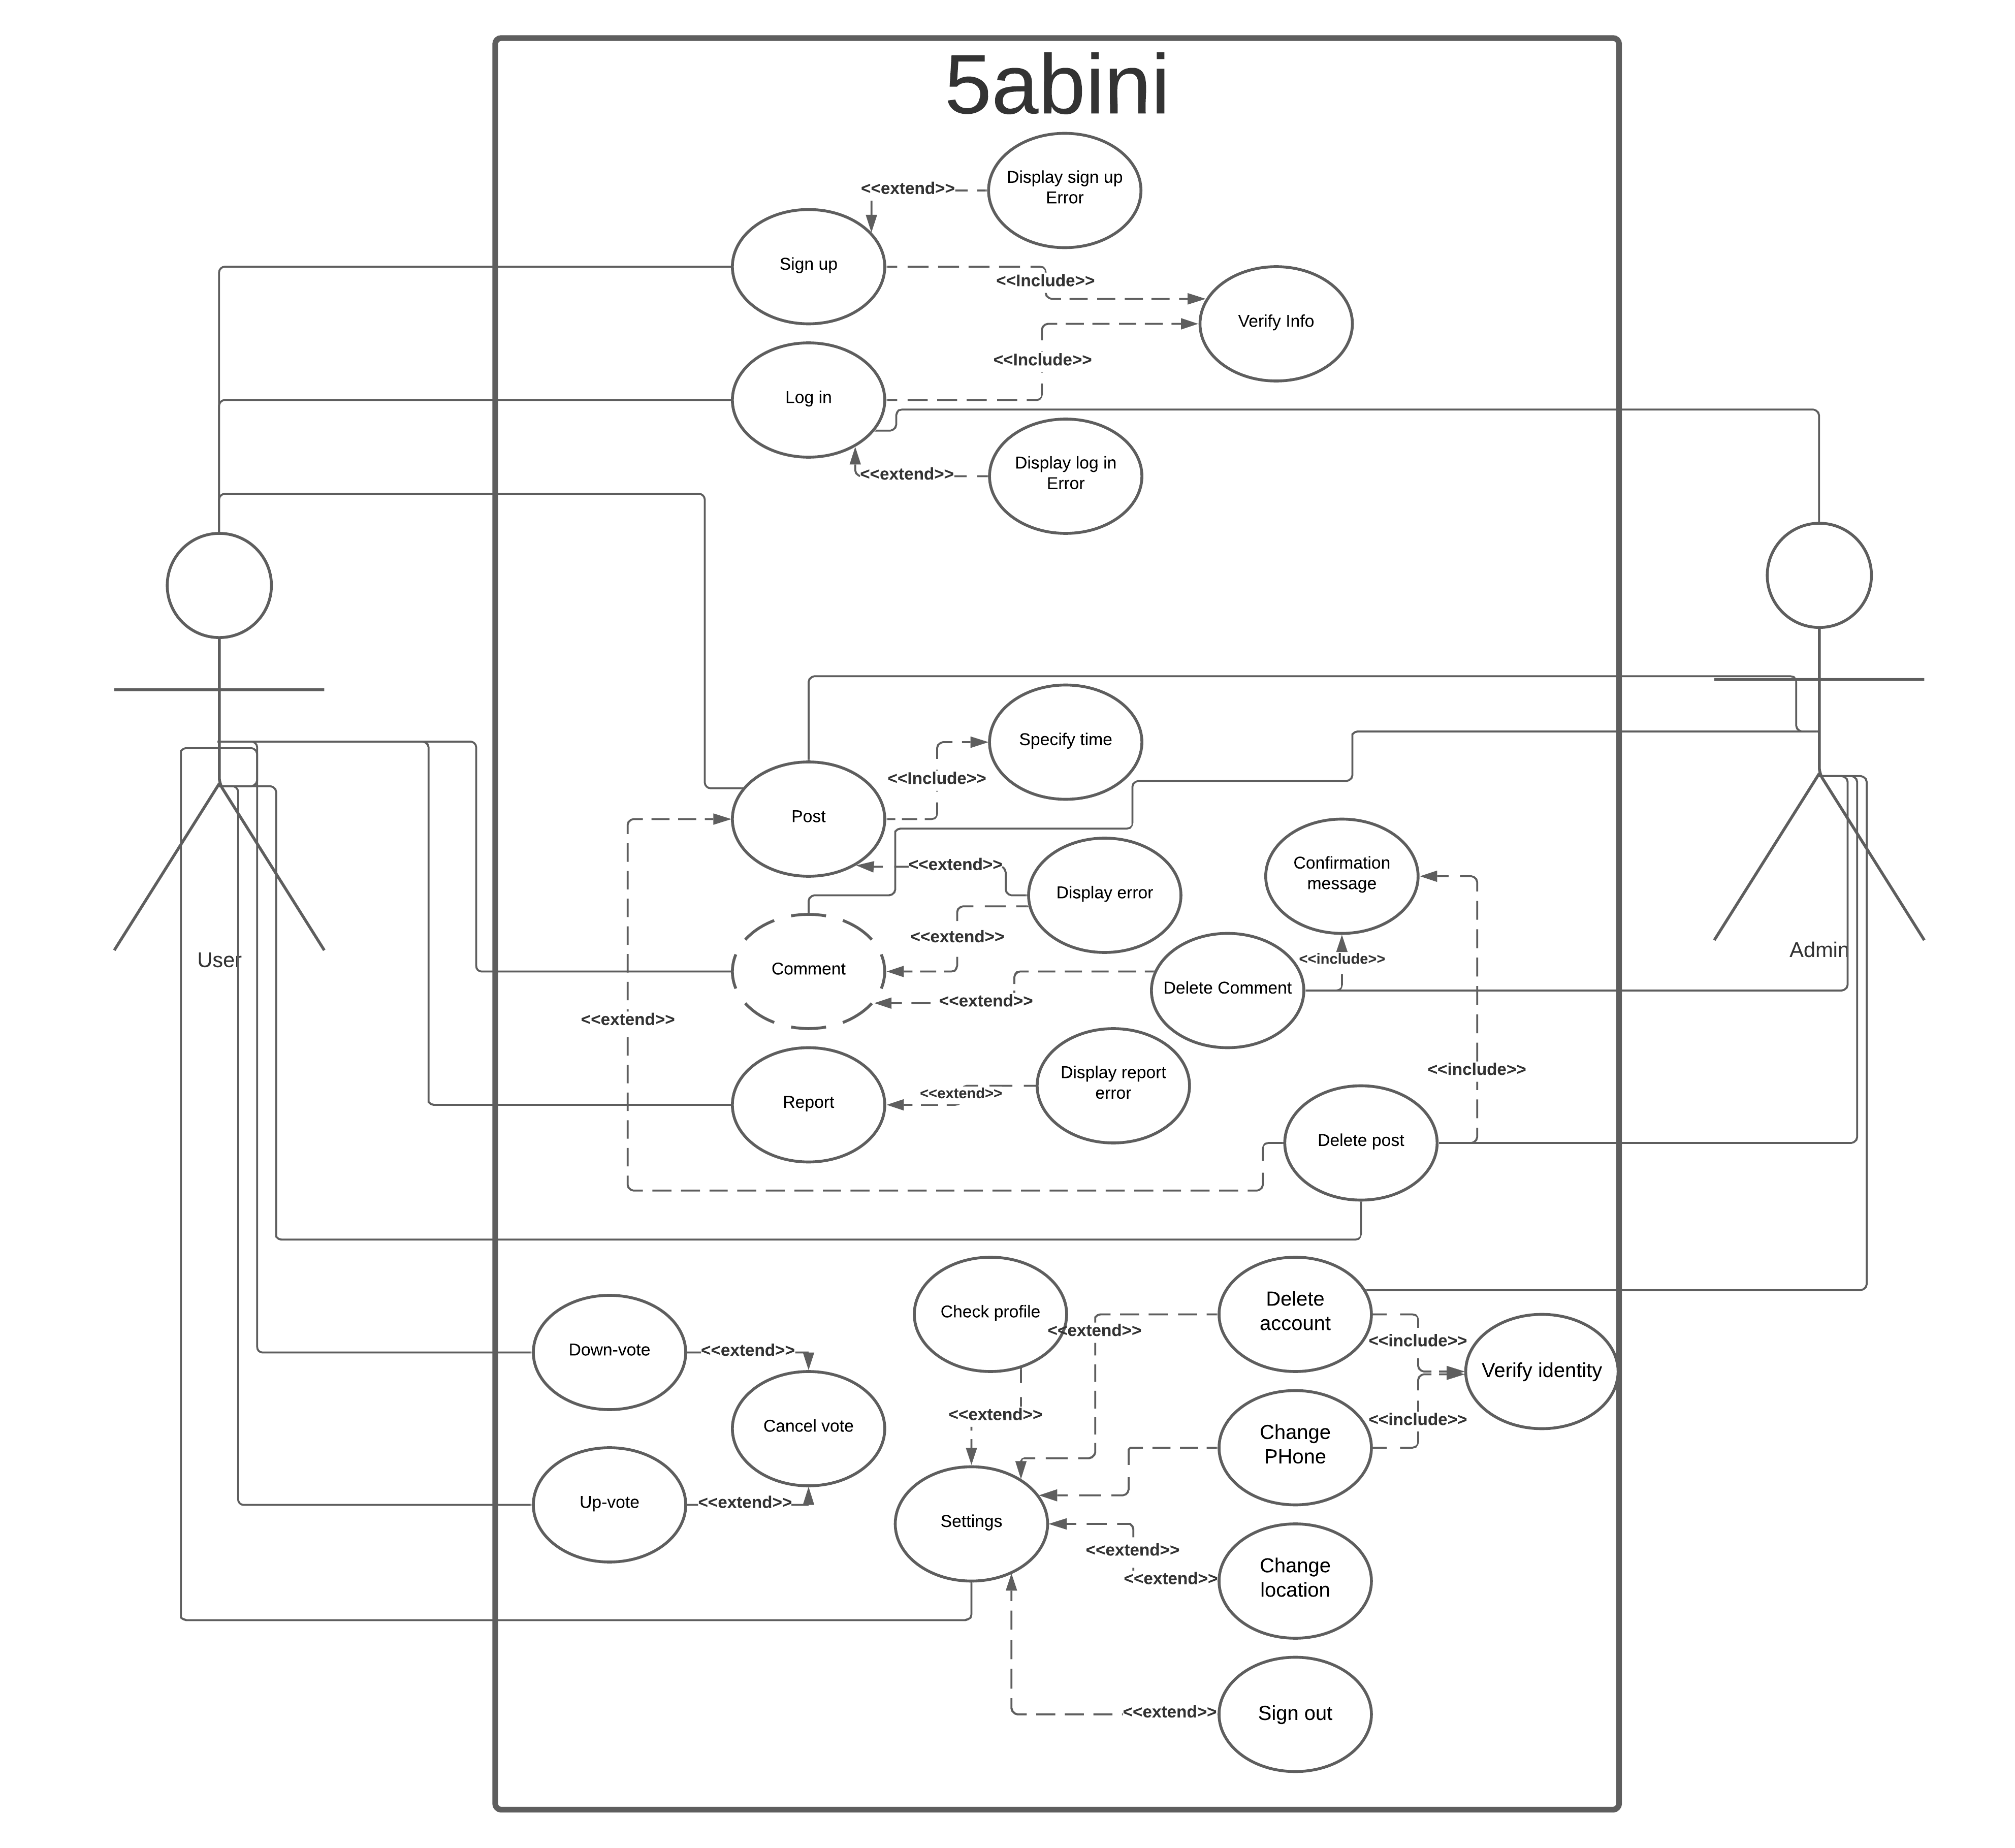 5abini
Display sign up
Error
<<extend>>
Sign up
<<Include>>
Verify Info
<<Include>>
Log in
Display log in
Error
<<extend>>
Specify time
<<Include>>
Post
Confirmation
message
<<extend>>
Display error
<<extend>>
User
Admin
<<include>>
Comment
Delete Comment
<<extend>>
<<extend>>
<<include>>
Display report
error
<<extend>>
Report
Delete post
Delete
account
Check profile
<<extend>>
<<include>>
Down-vote
<<extend>>
Verify identity
<<extend>>
<<include>>
Cancel vote
Change
PHone
Up-vote
<<extend>>
Settings
<<extend>>
<<extend>>
Change
location
<<extend>>
Sign out